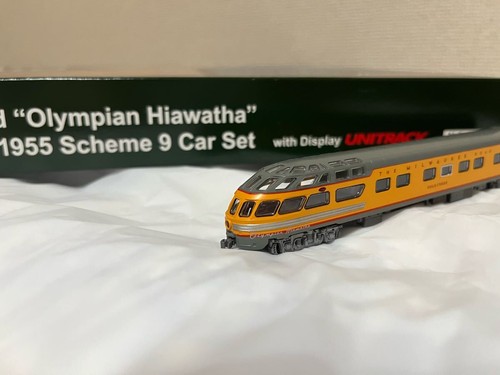 d "Olympian Hiawatha"
1955 Scheme 9 Car Set
with Display UNITRACK
THE MILWAUKEE ROAD